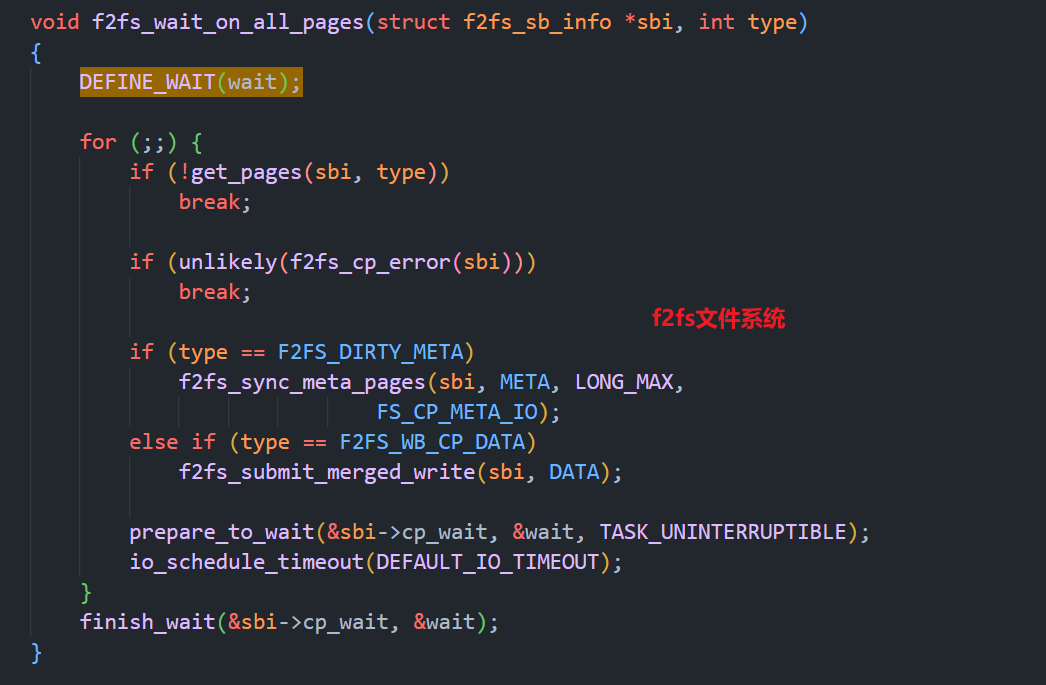 void f2fs_wait_on_all_pages(struct f2fs_sb_info *sbi, int type)
{
    DEFINE_WAIT(wait);
    for (;;) {
        if (!get_pages(sbi, type))
            break;
        if (unlikely(f2fs_cp_error(sbi)))
            break;
f2fs文件系统
        if (type == F2FS_DIRTY_META)
            f2fs_sync_meta_pages(sbi, META, LONG_MAX,
                            FS_CP_META_IO);
        else if (type == F2FS_WB_CP_DATA)
            f2fs_submit_merged_write(sbi, DATA);
        prepare_to_wait(&sbi->cp_wait, &wait, TASK_UNINTERRUPTIBLE);
        io_schedule_timeout(DEFAULT_IO_TIMEOUT);
    }
    finish_wait(&sbi->cp_wait, &wait);
}